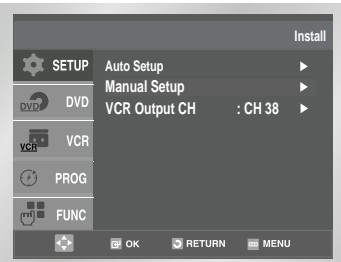 Install
SETUP
Auto Setup ►
Manual Setup ►
DVD DVD
VCR Output CH : CH 38 ►
VCR VCR
PROG
FUNC
OK RETURN MENU